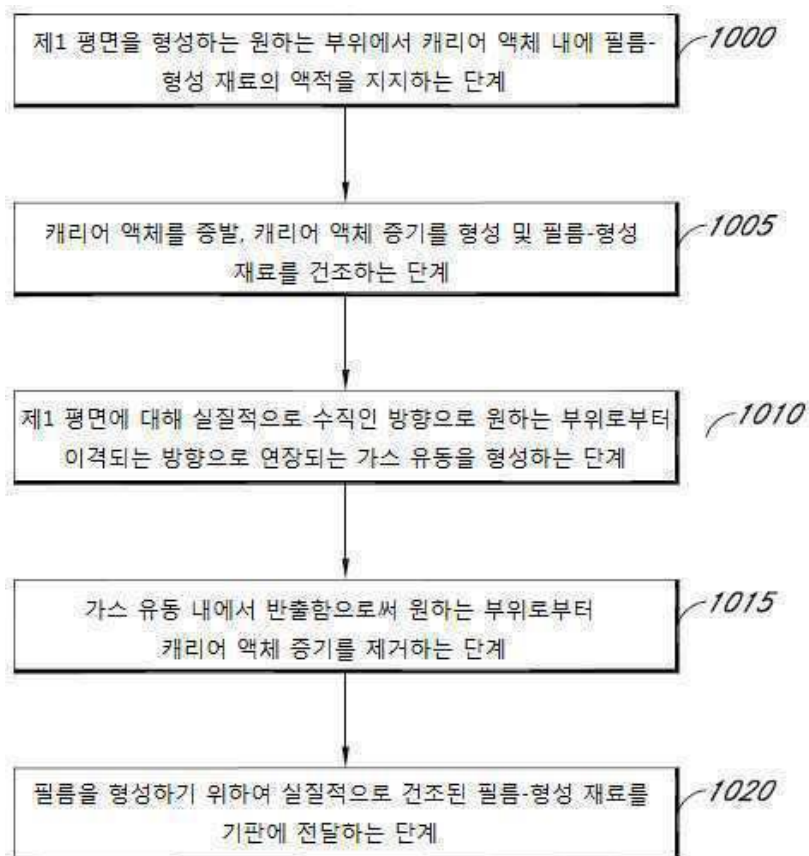 제1 평면을 형성하는 원하는 부위에서 캐리어 액체 내에 필름-
형성 재료의 액적을 지지하는 단계
1000
캐리어 액체를 증발, 캐리어 액체 증기를 형성 및 필름-형성
재료를 건조하는 단계
1005
제1 평면에 대해 실질적으로 수직인 방향으로 원하는 부위로부터
이격되는 방향으로 연장되는 가스 유동을 형성하는 단계
1010
가스 유동 내에서 반출함으로써 원하는 부위로부터
캐리어 액체 증기를 제거하는 단계
1015
필름을 형성하기 위하여 실질적으로 건조된 필름-형성 재료를
기판에 전달하는 단계
1020